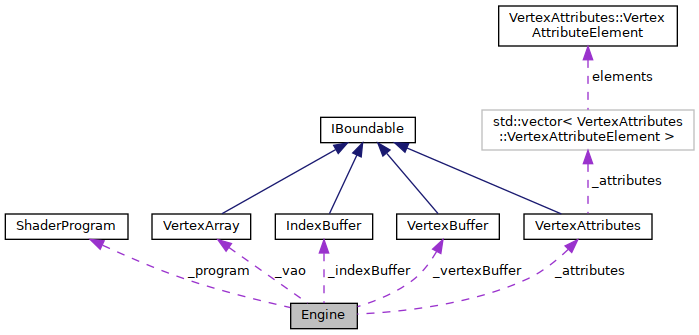 VertexAttributes::Vertex
AttributeElement
elements
std::vector< VertexAttributes
::VertexAttributeElement >
IBoundable
_attributes
ShaderProgram
VertexArray
IndexBuffer
VertexBuffer
VertexAttributes
_program
_vao
_indexBuffer
_vertexBuffer
_attributes
Engine